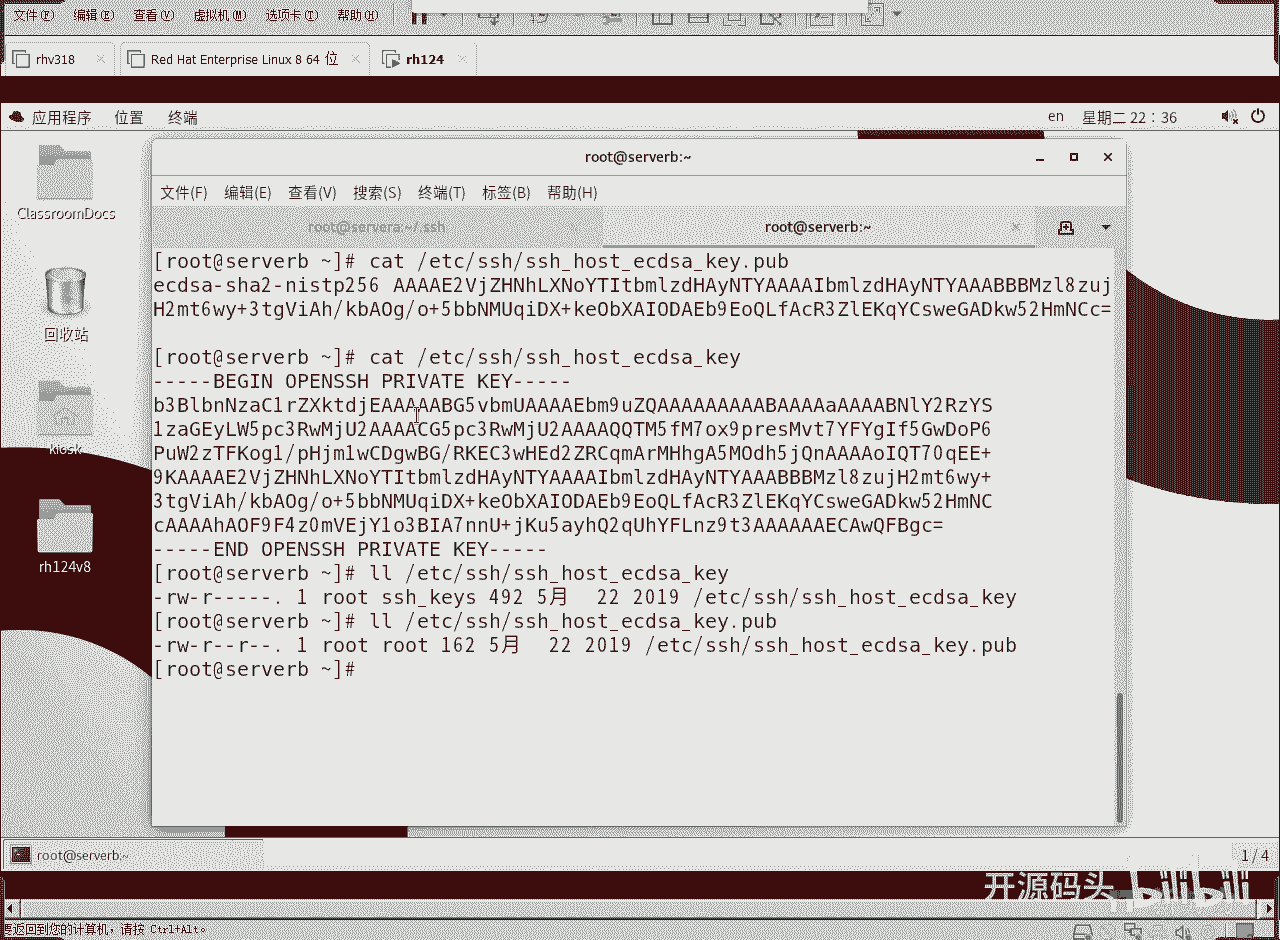 文件(F) 编辑(E) 查看(V) 虚拟机(M) 选项卡(T) 帮助(H)
rhv318 Red Hat Enterprise Linux 8 64 位 rh124
应用程序 位置 终端 en 星期二 22：36
root@serverb:~
文件(F) 编辑(E) 查看(V) 搜索(S) 终端(T) 标签(B) 帮助(H)
root@servera:~/.ssh root@serverb:~
ClassroomDocs
回收站
kiosk
rh124v8
[root@serverb ~]# cat /etc/ssh/ssh_host_ecdsa_key.pub
ecdsa-sha2-nistp256 AAAAE2VjZHNhLXNoYTItbmlzdHAyNTYAAAAIbmlzdHAyNTYAAABBBMzl8zuj
H2mt6wy+3tgViAh/kbAOg/o+5bbNMUqiDX+keObXAIODAEb9EoQLfAcR3ZlEKqYCsweGADkw52HmNCc=
[root@serverb ~]# cat /etc/ssh/ssh_host_ecdsa_key
-----BEGIN OPENSSH PRIVATE KEY-----
b3BlbnNzaC1rZXktdjEAAAAABG5vbmUAAAAEbm9uZQAAAAAAAAABAAAAaAAAABNlY2RzYS
1zaGEyLW5pc3RwMjU2AAAACG5pc3RwMjU2AAAAQQTM5fM7ox9presMvt7YFYgIf5GwDoP6
PuW2zTFKog1/pHjm1wCDgwBG/RKEC3wHEd2ZRCqmArMHhgA5MOdh5jQnAAAAoIQT70qEE+
9KAAAAE2VjZHNhLXNoYTItbmlzdHAyNTYAAAAIbmlzdHAyNTYAAABBBMzl8zujH2mt6wy+
3tgViAh/kbAOg/o+5bbNMUqiDX+keObXAIODAEb9EoQLfAcR3ZlEKqYCsweGADkw52HmNC
cAAAAhAOF9F4z0mVEjY1o3BIA7nnU+jKu5ayhQ2qUhYFLnz9t3AAAAAAECAwQFBgc=
-----END OPENSSH PRIVATE KEY-----
[root@serverb ~]# ll /etc/ssh/ssh_host_ecdsa_key
-rw-r-----. 1 root ssh_keys 492 5月 22 2019 /etc/ssh/ssh_host_ecdsa_key
[root@serverb ~]# ll /etc/ssh/ssh_host_ecdsa_key.pub
-rw-r--r--. 1 root root 162 5月 22 2019 /etc/ssh/ssh_host_ecdsa_key.pub
[root@serverb ~]#
root@serverb:~ 1 / 4
开源码头 bilibili
要返回到您的计算机，请按 Ctrl+Alt。